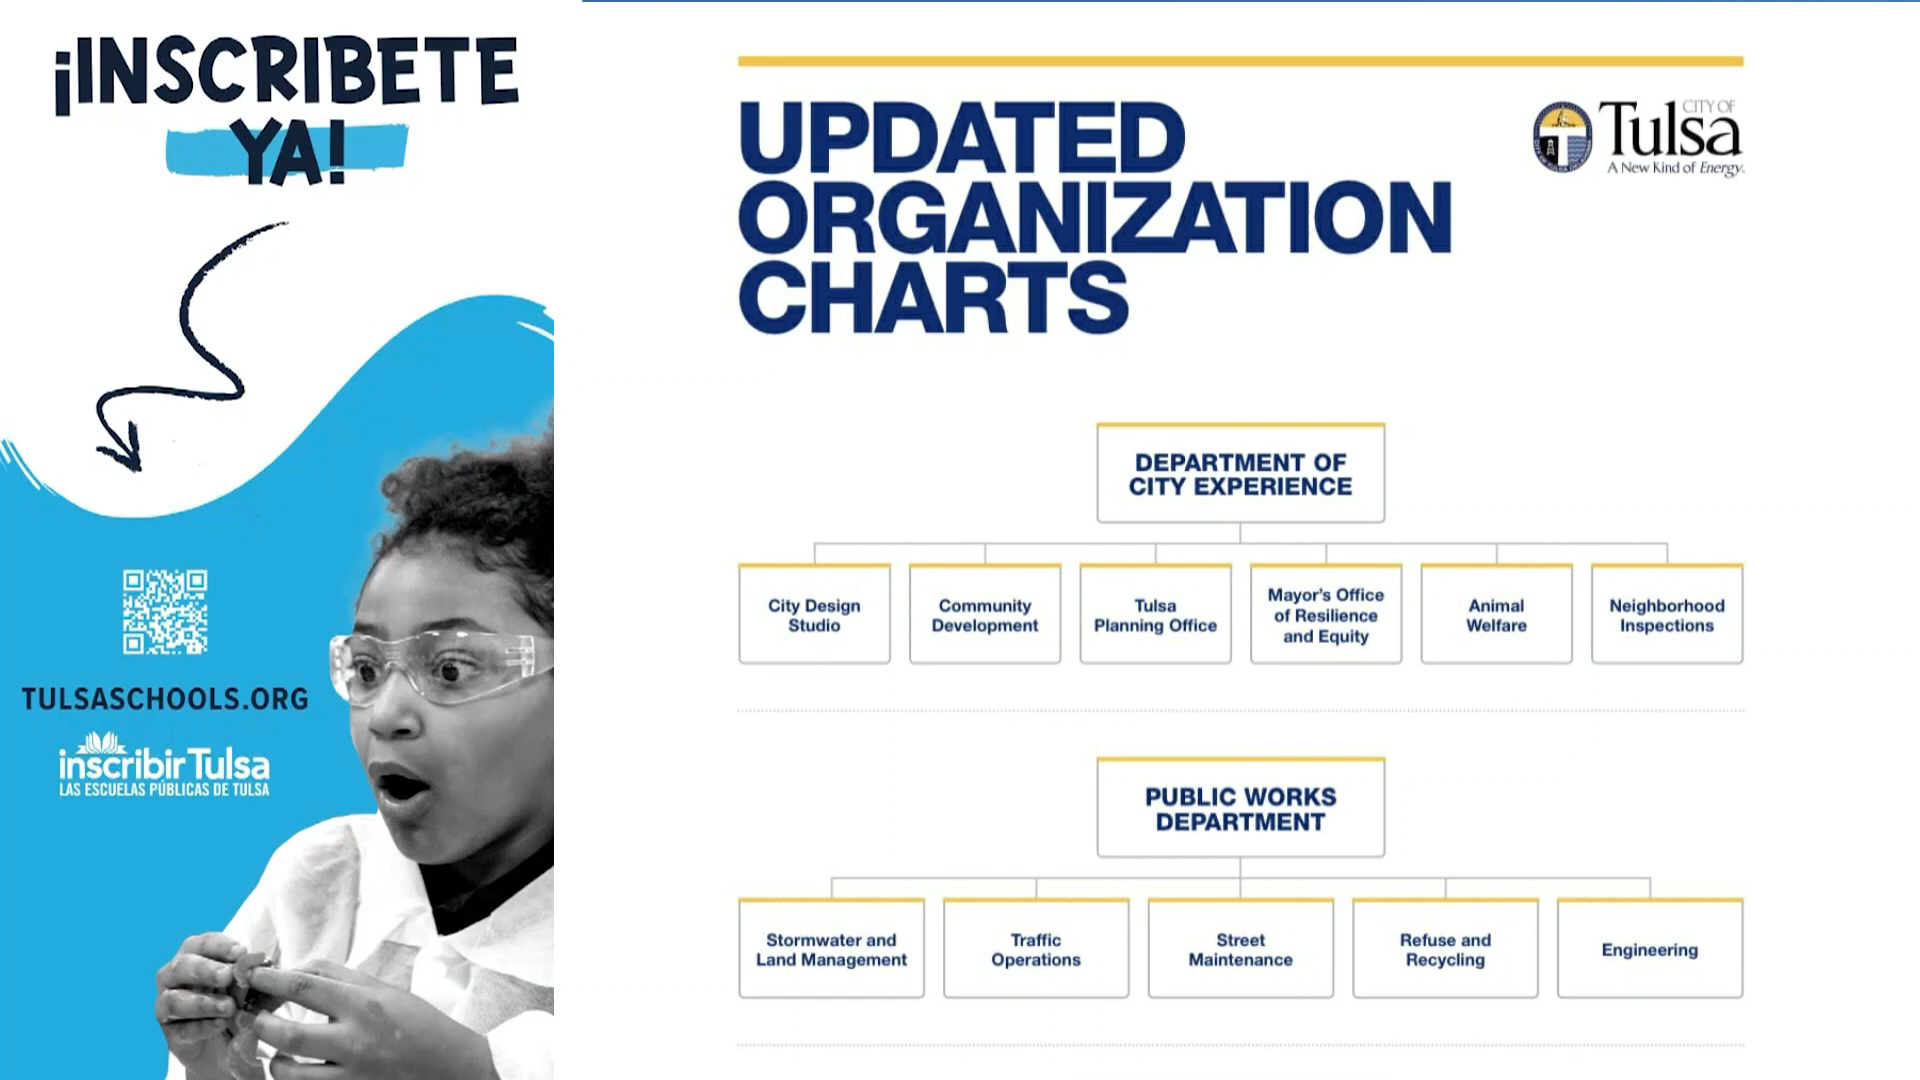 ¡INSCRIBETE
YA!
TULSASCHOOLS.ORG
inscribir Tulsa
LAS ESCUELAS PÚBLICAS DE TULSA
UPDATED
ORGANIZATION
CHARTS
CITY OF
Tulsa
A New Kind of Energy.
DEPARTMENT OF
CITY EXPERIENCE
City Design
Studio
Community
Development
Tulsa
Planning Office
Mayor's Office
of Resilience
and Equity
Animal
Welfare
Neighborhood
Inspections
PUBLIC WORKS
DEPARTMENT
Stormwater and
Land Management
Traffic
Operations
Street
Maintenance
Refuse and
Recycling
Engineering